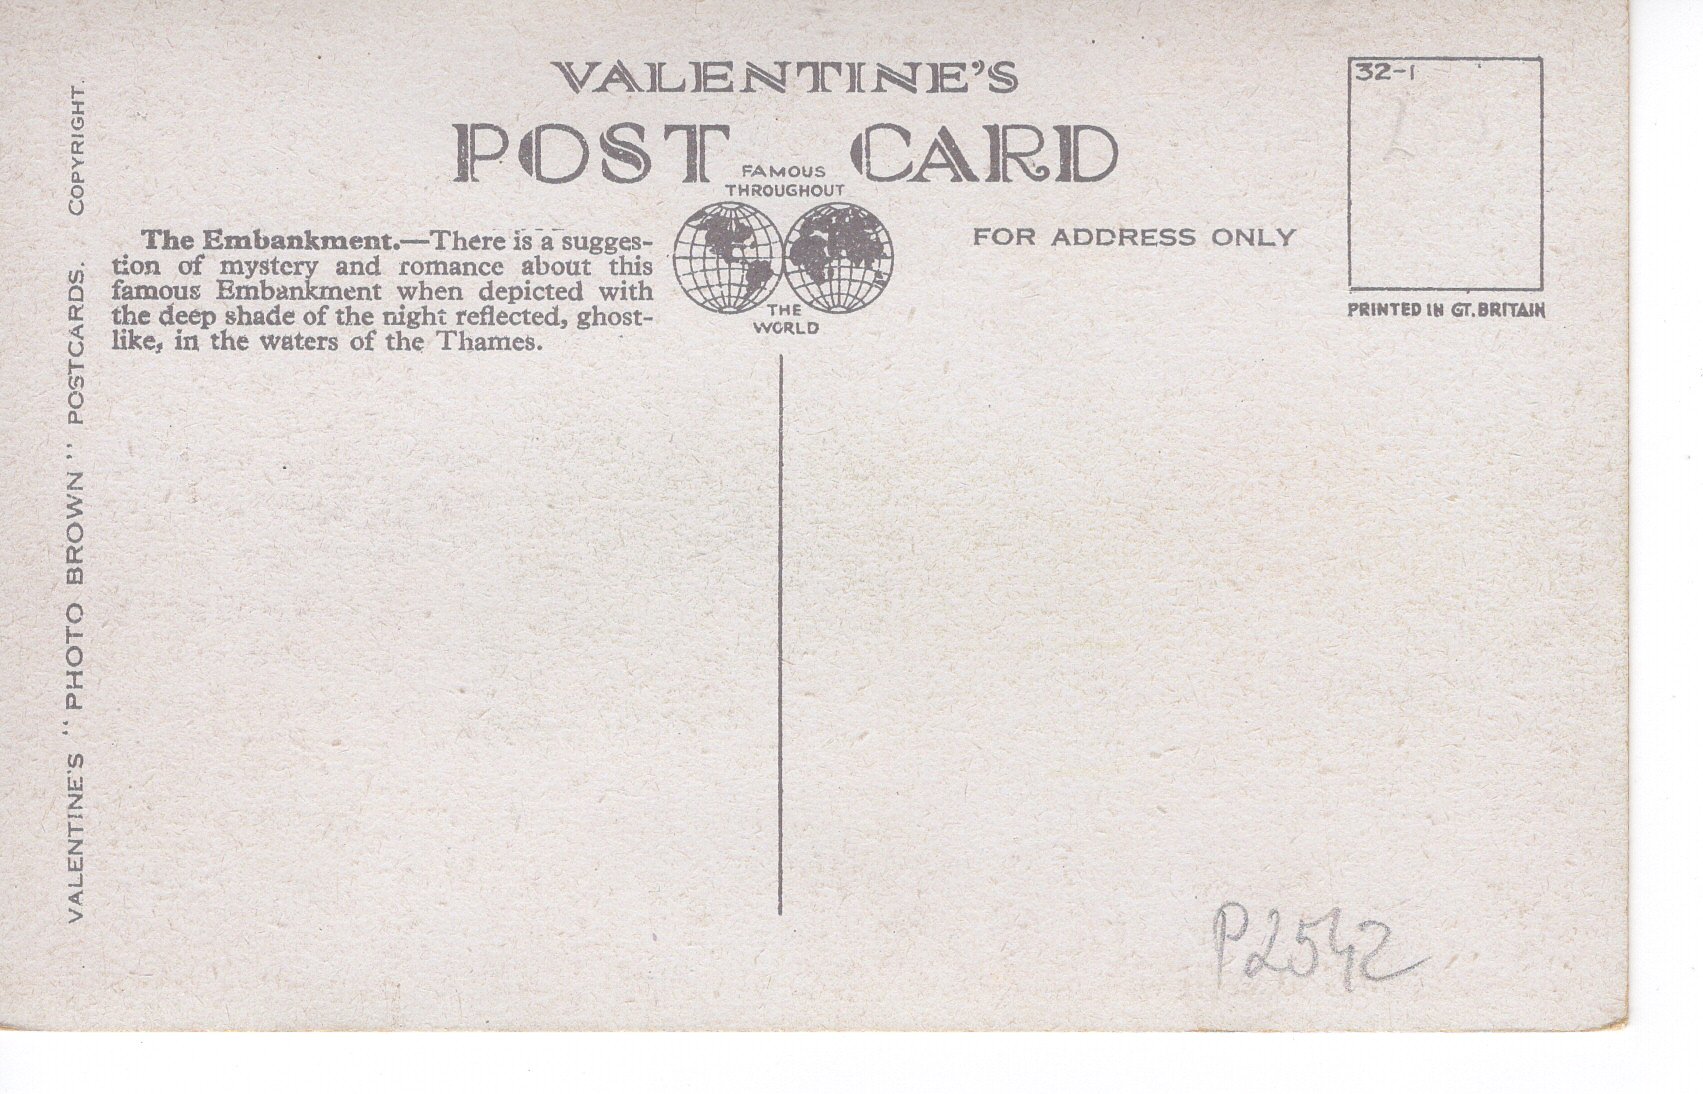 VALENTINE'S
POST CARD
FAMOUS
THROUGHOUT
THE
WORLD
32-1
PRINTED IN GT. BRITAIN
FOR ADDRESS ONLY
The Embankment.—There is a sugges-
tion of mystery and romance about this
famous Embankment when depicted with
the deep shade of the night reflected, ghost-
like, in the waters of the Thames.
VALENTINE'S "PHOTO BROWN" POSTCARDS. COPYRIGHT.
P2542